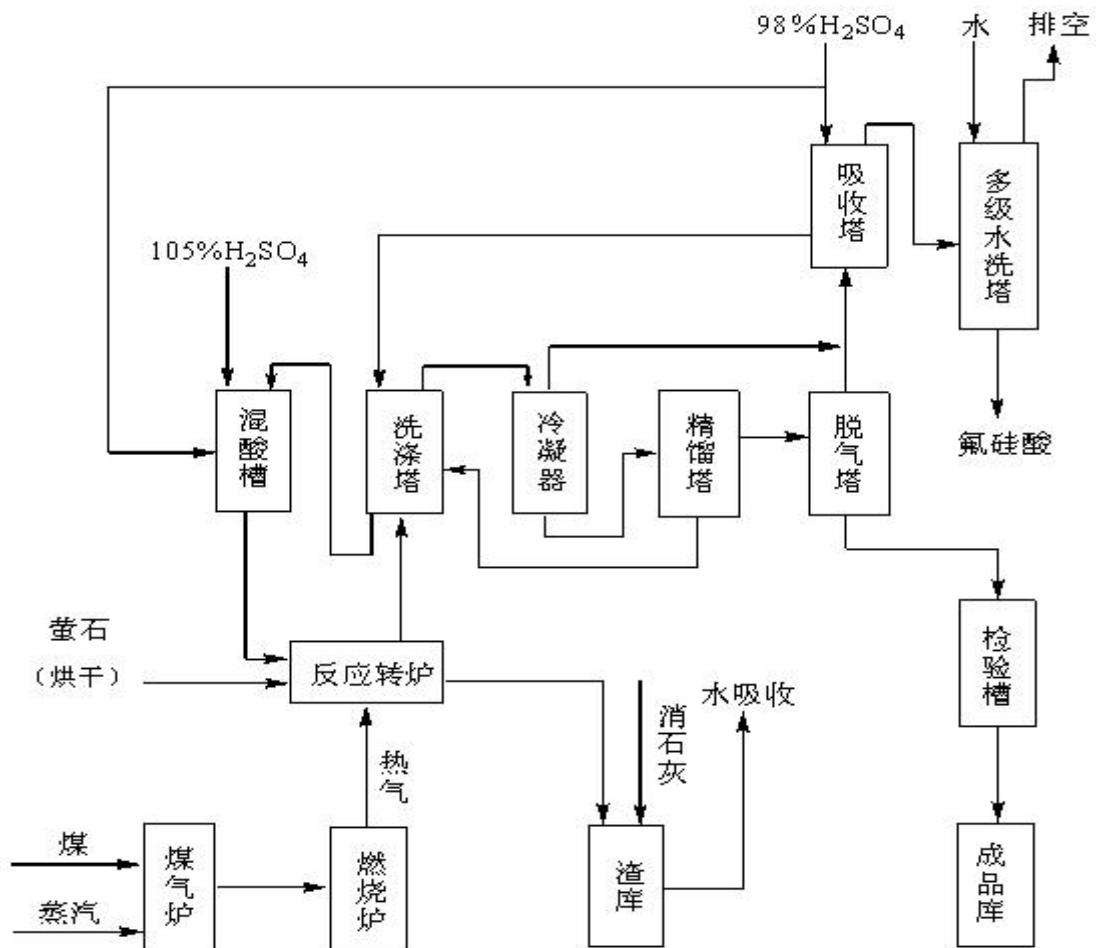 98%H₂SO₄
水
排空
吸收塔
多级水洗塔
105%H₂SO₄
氟硅酸
混酸槽
洗涤塔
冷凝器
精馏塔
脱气塔
萤石
（烘干）
反应转炉
热气
消石灰
水吸收
检验槽
煤
蒸汽
煤气炉
燃烧炉
渣库
成品库